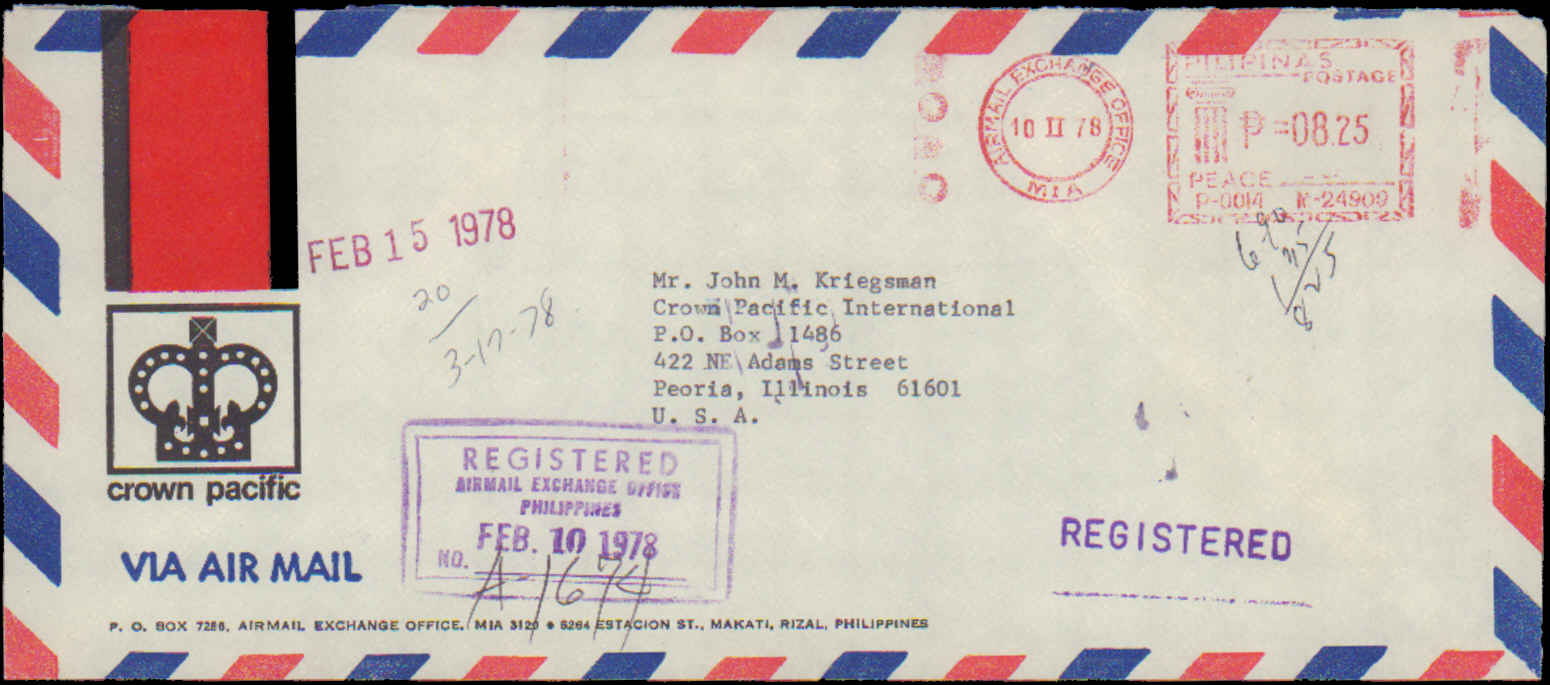 AIRMAIL EXCHANGE OFFICE
10 II 78
MIA
PILIPINAS
POSTAGE
P=08.25
PEACE
P-0014 M-24909
FEB 15 1978
20
3-17-78
Mr. John M. Kriegsman
Crown Pacific International
P.O. Box 1486
422 NE Adams Street
Peoria, Illinois 61601
U. S. A.
crown pacific
VIA AIR MAIL
REGISTERED
AIRMAIL EXCHANGE OFFICE
PHILIPPINES
FEB. 10 1978
NO. A-1674
REGISTERED
P. O. BOX 7286, AIRMAIL EXCHANGE OFFICE, MIA 3120 • 5264 ESTACION ST., MAKATI, RIZAL, PHILIPPINES